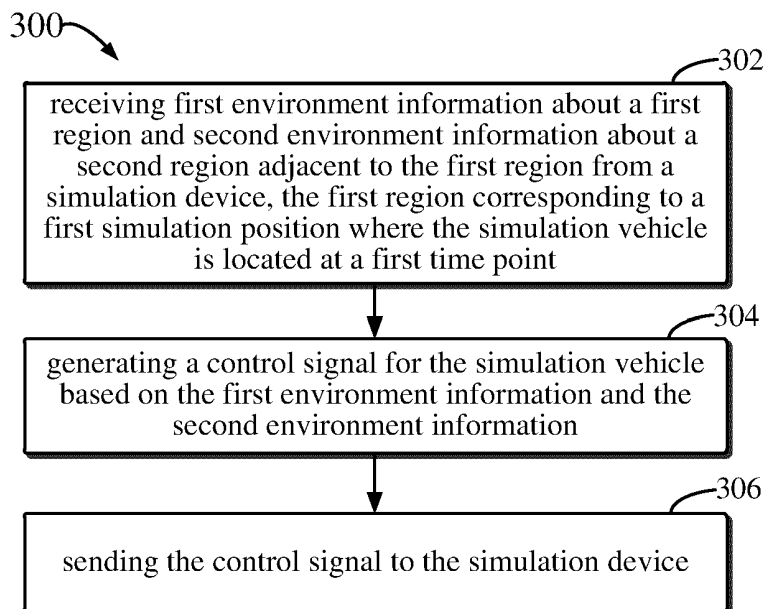 300
302
receiving first environment information about a first
region and second environment information about a
second region adjacent to the first region from a
simulation device, the first region corresponding to a
first simulation position where the simulation vehicle
is located at a first time point
304
generating a control signal for the simulation vehicle
based on the first environment information and the
second environment information
306
sending the control signal to the simulation device